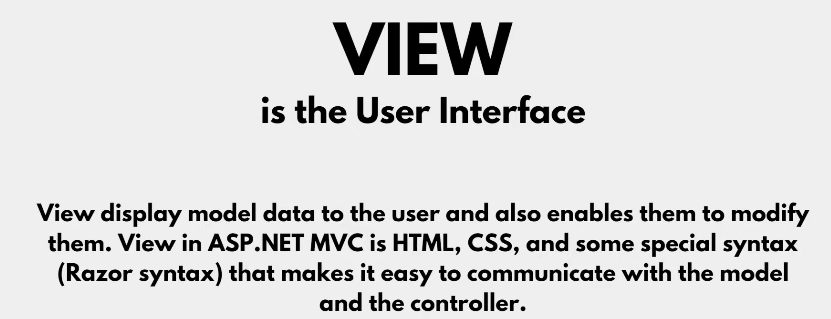 VIEW
is the User Interface
View display model data to the user and also enables them to modify
them. View in ASP.NET MVC is HTML, CSS, and some special syntax
(Razor syntax) that makes it easy to communicate with the model
and the controller.